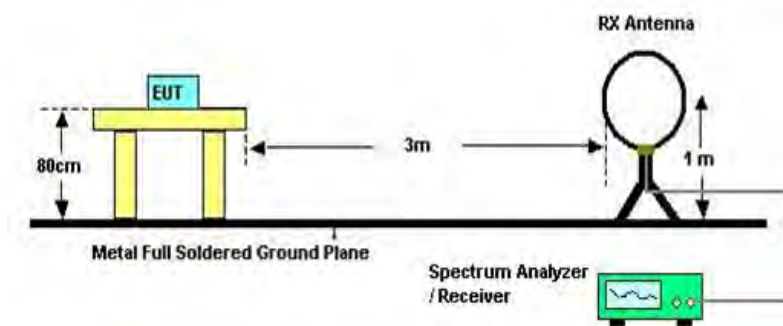 RX Antenna
EUT
3m
80cm
1 m
Metal Full Soldered Ground Plane
Spectrum Analyzer
/ Receiver